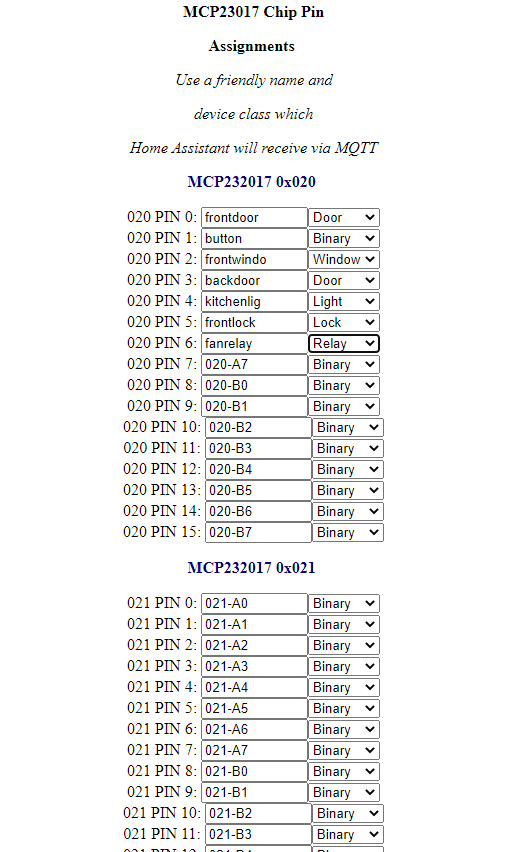 MCP23017 Chip Pin
Assignments
Use a friendly name and
device class which
Home Assistant will receive via MQTT
MCP232017 0x020
020 PIN 0: frontdoor Door
020 PIN 1: button Binary
020 PIN 2: frontwindo Window
020 PIN 3: backdoor Door
020 PIN 4: kitchenlig Light
020 PIN 5: frontlock Lock
020 PIN 6: fanrelay Relay
020 PIN 7: 020-A7 Binary
020 PIN 8: 020-B0 Binary
020 PIN 9: 020-B1 Binary
020 PIN 10: 020-B2 Binary
020 PIN 11: 020-B3 Binary
020 PIN 12: 020-B4 Binary
020 PIN 13: 020-B5 Binary
020 PIN 14: 020-B6 Binary
020 PIN 15: 020-B7 Binary
MCP232017 0x021
021 PIN 0: 021-A0 Binary
021 PIN 1: 021-A1 Binary
021 PIN 2: 021-A2 Binary
021 PIN 3: 021-A3 Binary
021 PIN 4: 021-A4 Binary
021 PIN 5: 021-A5 Binary
021 PIN 6: 021-A6 Binary
021 PIN 7: 021-A7 Binary
021 PIN 8: 021-B0 Binary
021 PIN 9: 021-B1 Binary
021 PIN 10: 021-B2 Binary
021 PIN 11: 021-B3 Binary